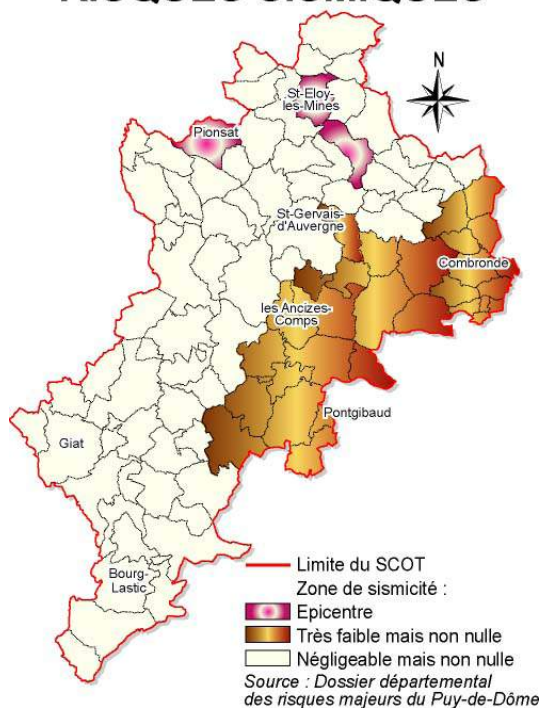 N
St-Eloy-
les-Mines
Pionsat
St-Gervais-
d'Auvergne
Combronde
les Ancizes-
Comps
Pontgibaud
Giat
Bourg-
Lastic
Limite du SCOT
Zone de sismicité :
Epicentre
Très faible mais non nulle
Négligeable mais non nulle
Source : Dossier départemental
des risques majeurs du Puy-de-Dôme